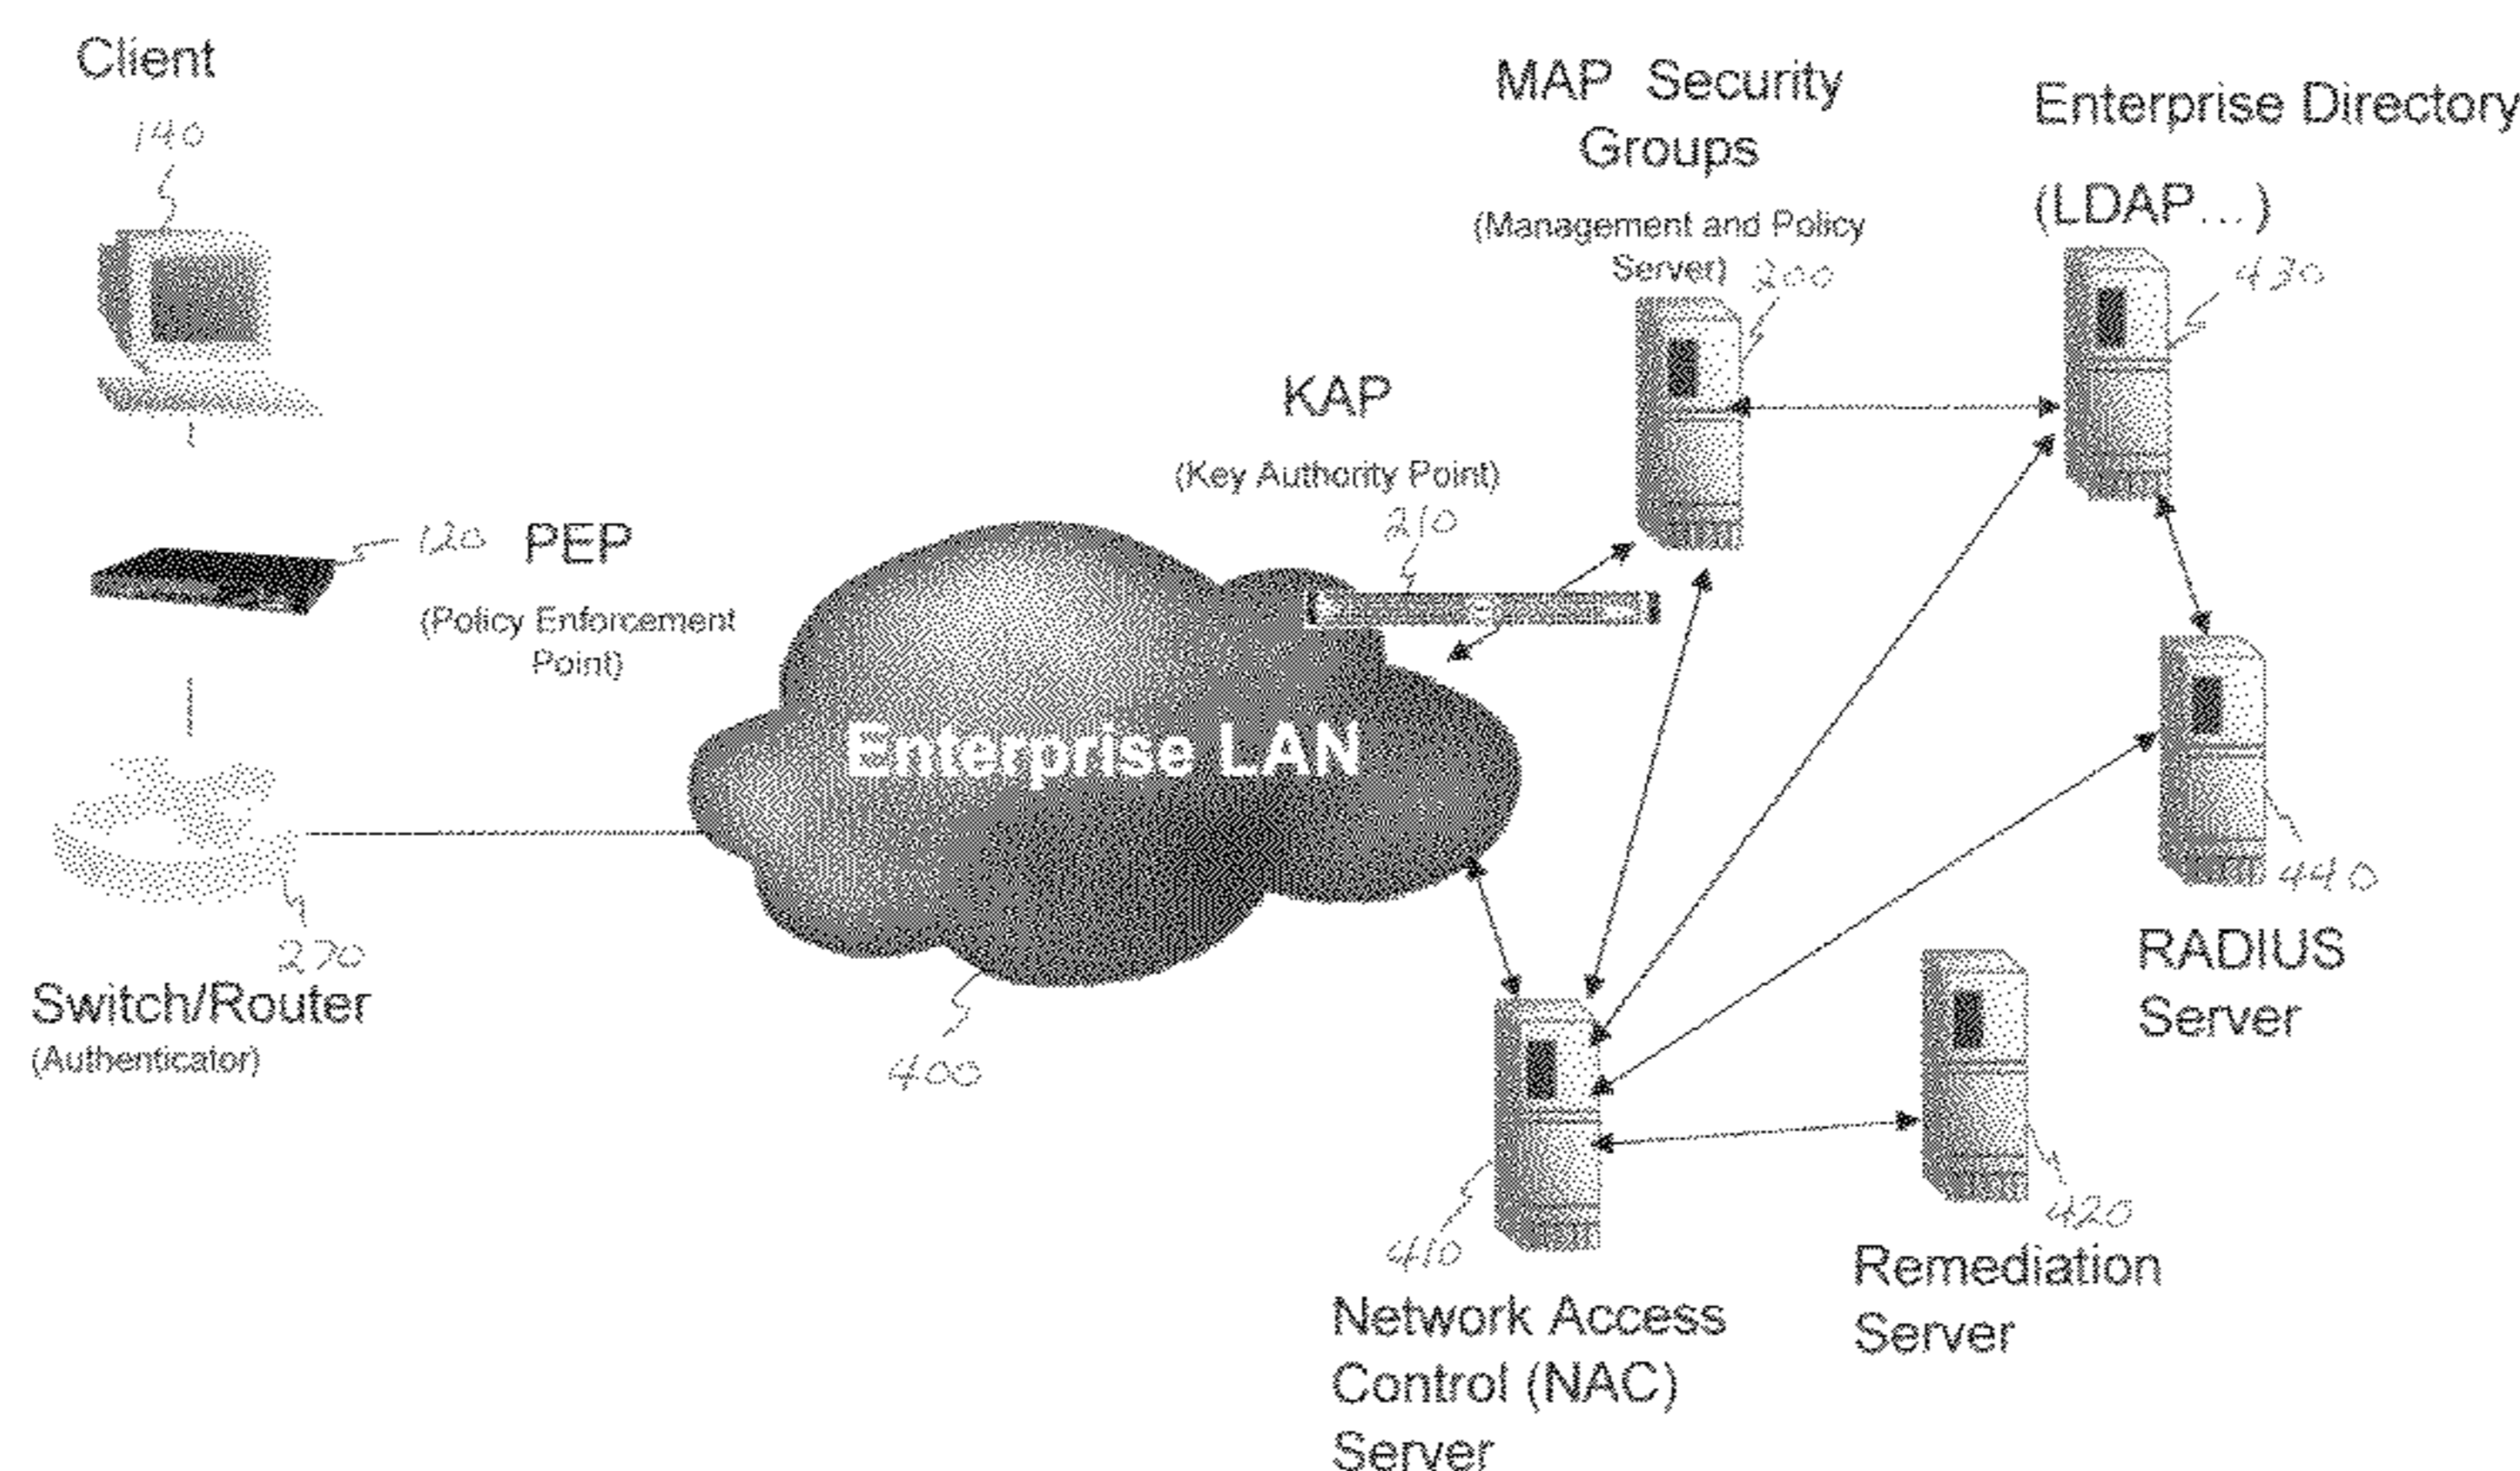 Client
140
120
PEP
(Policy Enforcement
Point)
270
Switch/Router
(Authenticator)
Enterprise LAN
400
KAP
(Key Authority Point)
210
MAP Security
Groups
(Management and Policy
Server)
200
Enterprise Directory
(LDAP...)
430
440
RADIUS
Server
420
Remediation
Server
410
Network Access
Control (NAC)
Server